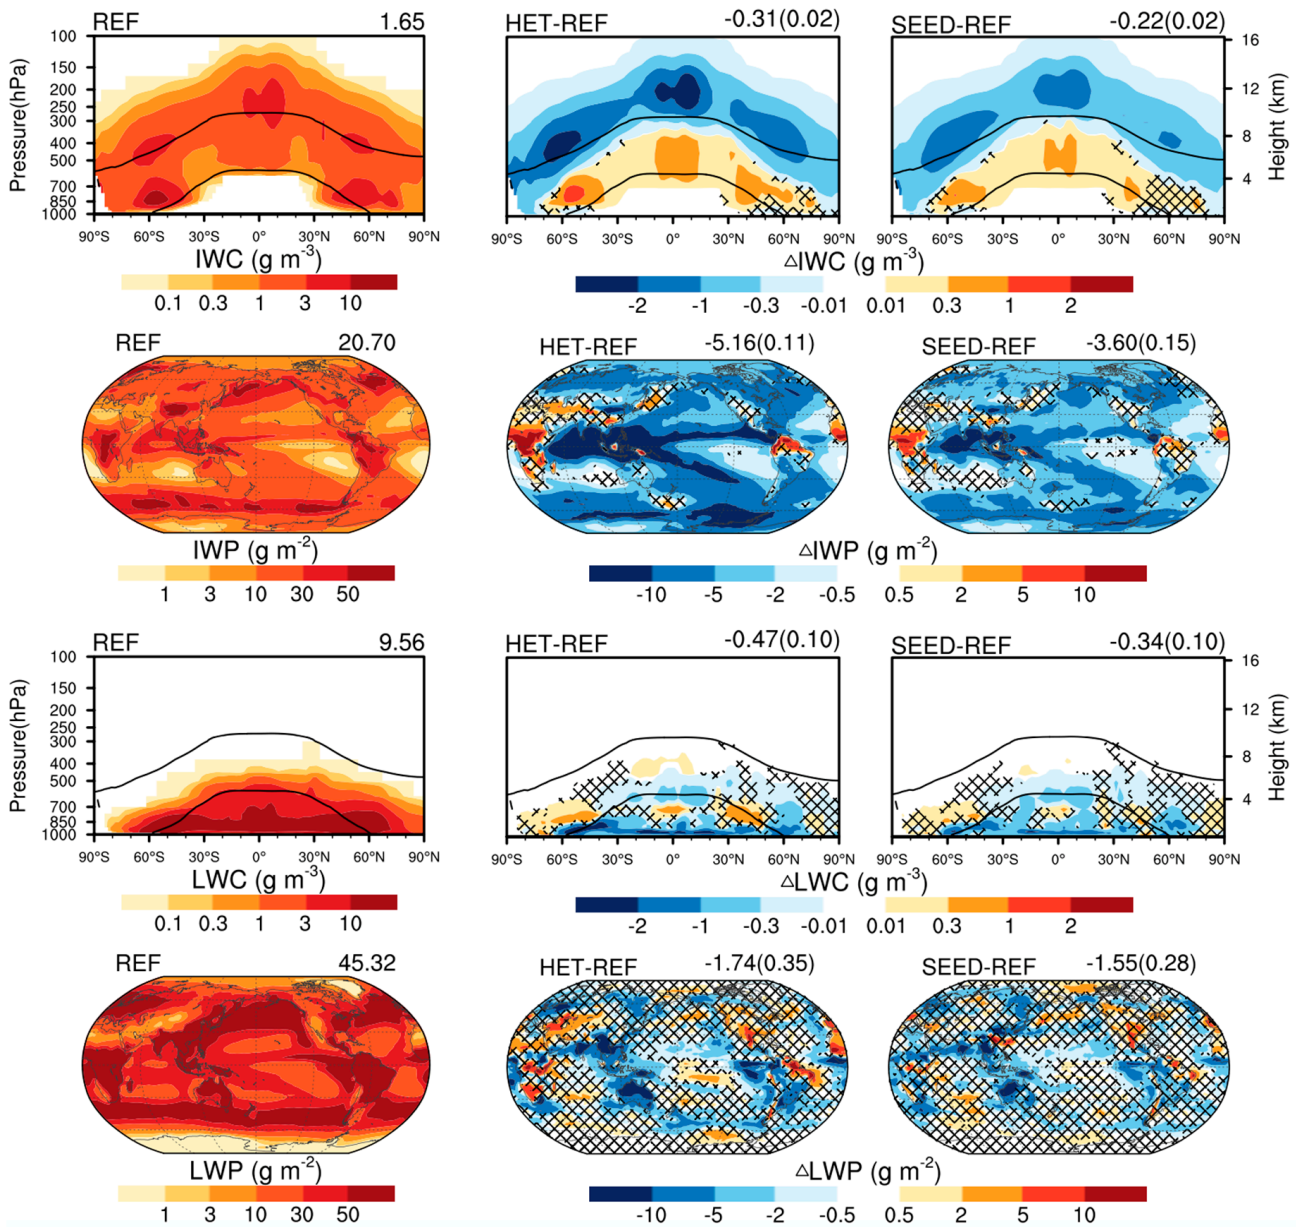 REF 1.65 HET-REF -0.31(0.02) SEED-REF -0.22(0.02)
Pressure(hPa)
100
150
200
250
300
400
500
700
850
1000
16
12
8
4
Height (km)
90°S 60°S 30°S 0° 30°N 60°N 90°N 90°S 60°S 30°S 0° 30°N 60°N 90°N 90°S 60°S 30°S 0° 30°N 60°N 90°N
IWC (g m-3) △IWC (g m-3)
0.1 0.3 1 3 10 -2 -1 -0.3 -0.01 0.01 0.3 1 2
REF 20.70 HET-REF -5.16(0.11) SEED-REF -3.60(0.15)
IWP (g m-2) △IWP (g m-2)
1 3 10 30 50 -10 -5 -2 -0.5 0.5 2 5 10
REF 9.56 HET-REF -0.47(0.10) SEED-REF -0.34(0.10)
Pressure(hPa)
100
150
200
250
300
400
500
700
850
1000
16
12
8
4
Height (km)
90°S 60°S 30°S 0° 30°N 60°N 90°N 90°S 60°S 30°S 0° 30°N 60°N 90°N 90°S 60°S 30°S 0° 30°N 60°N 90°N
LWC (g m-3) △LWC (g m-3)
0.1 0.3 1 3 10 -2 -1 -0.3 -0.01 0.01 0.3 1 2
REF 45.32 HET-REF -1.74(0.35) SEED-REF -1.55(0.28)
LWP (g m-2) △LWP (g m-2)
1 3 10 30 50 -10 -5 -2 -0.5 0.5 2 5 10